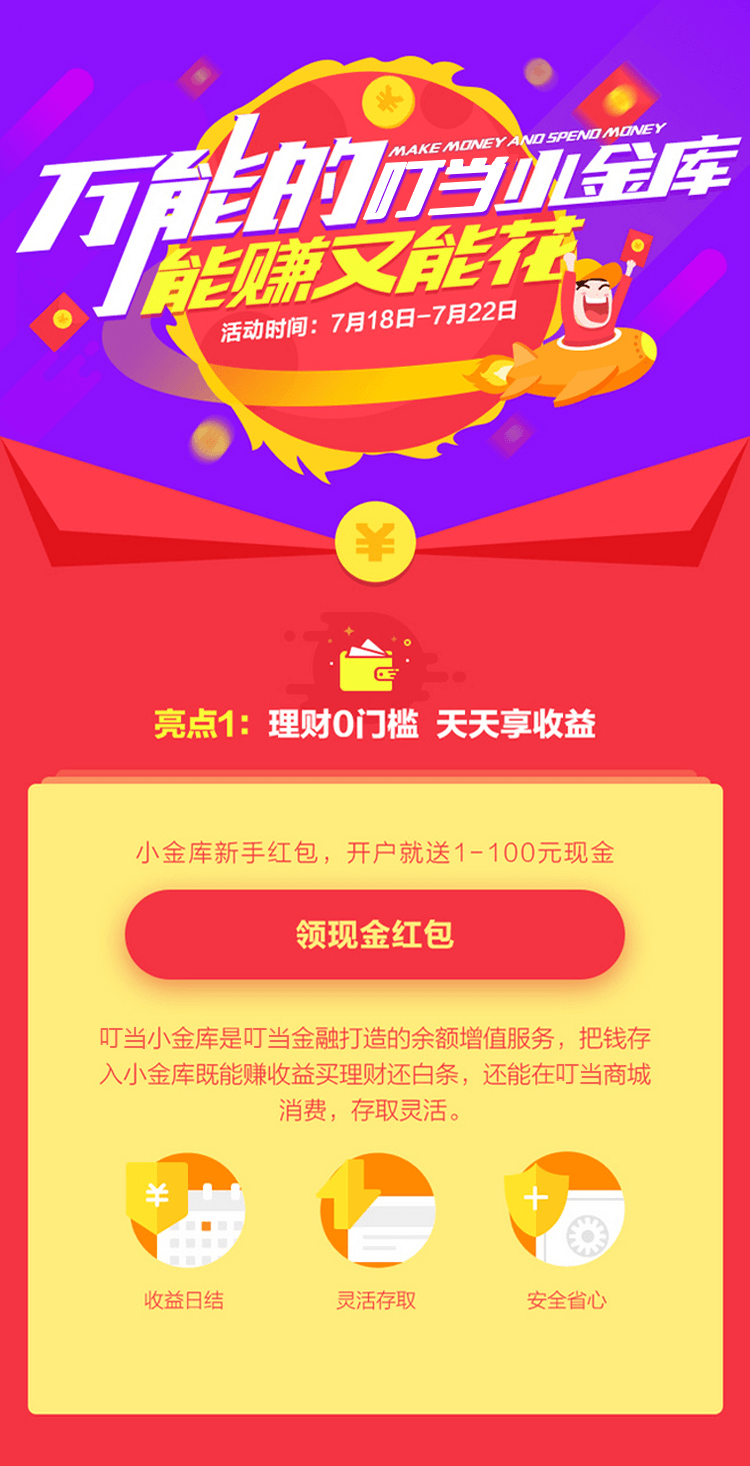 MAKE MONEY AND SPEND MONEY
万能的叮当小金库
能赚又能花
活动时间：7月18日-7月22日
¥
亮点1：理财0门槛 天天享收益
小金库新手红包，开户就送1-100元现金
领现金红包
叮当小金库是叮当金融打造的余额增值服务，把钱存
入小金库既能赚收益买理财还白条，还能在叮当商城
消费，存取灵活。
¥
收益日结
灵活存取
安全省心